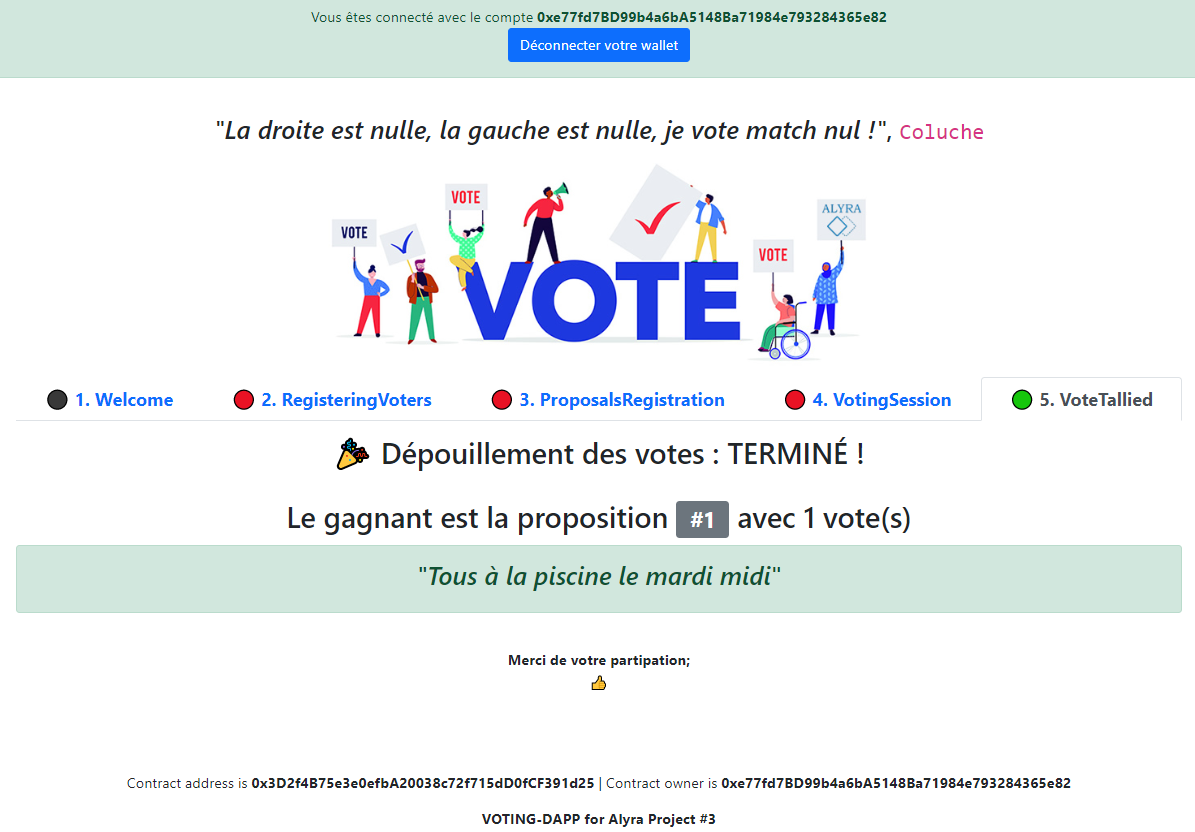 Vous êtes connecté avec le compte 0xe77fd7BD99b4a6bA5148Ba71984e793284365e82
Déconnecter votre wallet
"La droite est nulle, la gauche est nulle, je vote match nul !", Coluche
VOTE
VOTE
ALYRA
VOTE
VOTE
1. Welcome
2. RegisteringVoters
3. ProposalsRegistration
4. VotingSession
5. VoteTallied
Dépouillement des votes : TERMINÉ !
Le gagnant est la proposition #1 avec 1 vote(s)
"Tous à la piscine le mardi midi"
Merci de votre partipation;
Contract address is 0x3D2f4B75e3e0efbA20038c72f715dD0fCF391d25 | Contract owner is 0xe77fd7BD99b4a6bA5148Ba71984e793284365e82
VOTING-DAPP for Alyra Project #3